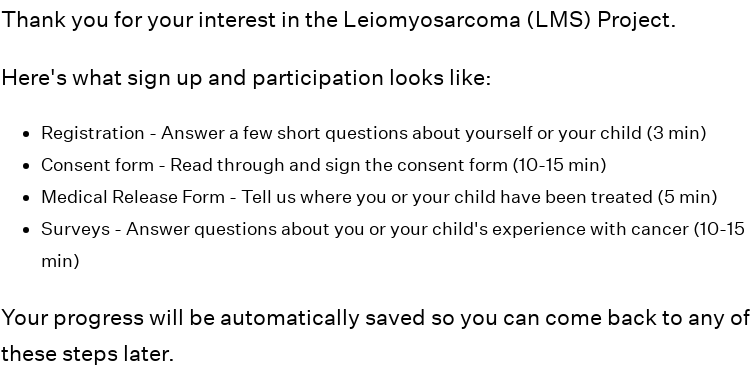 Thank you for your interest in the Leiomyosarcoma (LMS) Project.
Here's what sign up and participation looks like:
• Registration - Answer a few short questions about yourself or your child (3 min)
• Consent form - Read through and sign the consent form (10-15 min)
• Medical Release Form - Tell us where you or your child have been treated (5 min)
• Surveys - Answer questions about you or your child's experience with cancer (10-15
min)
Your progress will be automatically saved so you can come back to any of
these steps later.